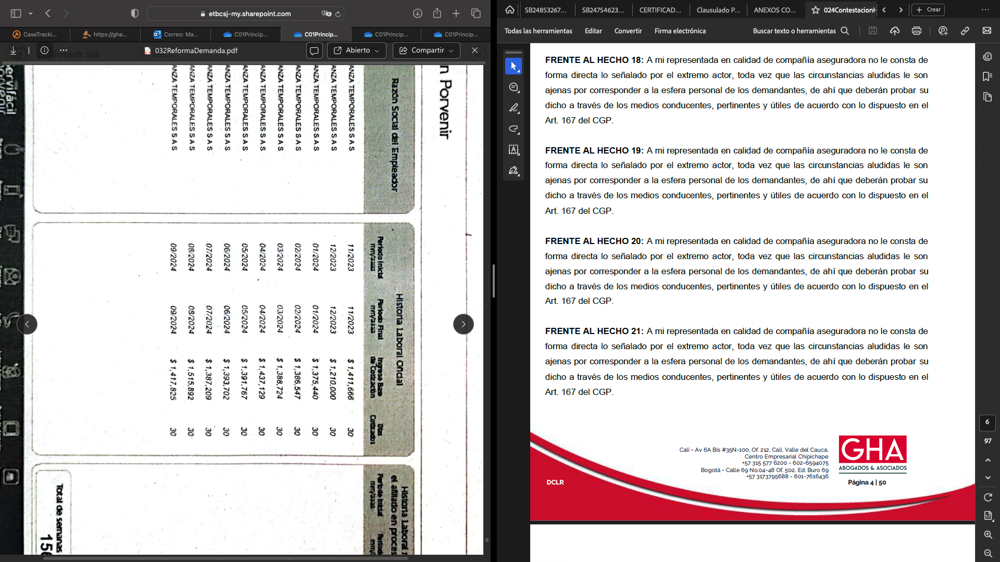 etbcsj-my.sharepoint.com
CaseTracki...
https://gha...
Correo: Ma...
C01Princip...
C01Princip...
C01Princip...
C01Princip...
032ReformaDemanda.pdf
Abierto
Compartir
n Porvenir
Razón Social del Empleador
ANZA TEMPORALES S A S
ANZA TEMPORALES S A S
ANZA TEMPORALES S A S
ANZA TEMPORALES S A S
ANZA TEMPORALES S A S
ANZA TEMPORALES S A S
ANZA TEMPORALES S A S
ANZA TEMPORALES S A S
ANZA TEMPORALES S A S
ANZA TEMPORALES S A S
ANZA TEMPORALES S A S
Historia Laboral Oficial
Periodo Inicial mm/aaaa Periodo Final mm/aaaa Ingreso Base de Cotización Días Cotizados
11/2023 11/2023 $ 1,411,666 30
12/2023 12/2023 $ 1,210,000 30
01/2024 01/2024 $ 1,375,440 30
02/2024 02/2024 $ 1,386,547 30
03/2024 03/2024 $ 1,388,724 30
04/2024 04/2024 $ 1,437,129 30
05/2024 05/2024 $ 1,391,767 30
06/2024 06/2024 $ 1,393,702 30
07/2024 07/2024 $ 1,387,209 30
08/2024 08/2024 $ 1,515,892 30
09/2024 09/2024 $ 1,417,825 30
Historia Laboral
el afiliado en proces
Periodo Inicial
mm/aaaa
Total de semanas
SB24853267...
SB24754623...
CERTIFICAD...
Clausulado P...
ANEXOS CO...
024Contestacion
Crear
Todas las herramientas
Editar
Convertir
Firma electrónica
Buscar texto o herramientas
FRENTE AL HECHO 18: A mi representada en calidad de compañía aseguradora no le consta de
forma directa lo señalado por el extremo actor, toda vez que las circunstancias aludidas le son
ajenas por corresponder a la esfera personal de los demandantes, de ahí que deberán probar su
dicho a través de los medios conducentes, pertinentes y útiles de acuerdo con lo dispuesto en el
Art. 167 del CGP.
FRENTE AL HECHO 19: A mi representada en calidad de compañía aseguradora no le consta de
forma directa lo señalado por el extremo actor, toda vez que las circunstancias aludidas le son
ajenas por corresponder a la esfera personal de los demandantes, de ahí que deberán probar su
dicho a través de los medios conducentes, pertinentes y útiles de acuerdo con lo dispuesto en el
Art. 167 del CGP.
FRENTE AL HECHO 20: A mi representada en calidad de compañía aseguradora no le consta de
forma directa lo señalado por el extremo actor, toda vez que las circunstancias aludidas le son
ajenas por corresponder a la esfera personal de los demandantes, de ahí que deberán probar su
dicho a través de los medios conducentes, pertinentes y útiles de acuerdo con lo dispuesto en el
Art. 167 del CGP.
FRENTE AL HECHO 21: A mi representada en calidad de compañía aseguradora no le consta de
forma directa lo señalado por el extremo actor, toda vez que las circunstancias aludidas le son
ajenas por corresponder a la esfera personal de los demandantes, de ahí que deberán probar su
dicho a través de los medios conducentes, pertinentes y útiles de acuerdo con lo dispuesto en el
Art. 167 del CGP.
Cali - Av 6A Bis #35N-100, Of. 212, Cali, Valle del Cauca,
Centro Empresarial Chipichape
+57 315 577 6200 - 602-6594075
Bogotá - Calle 69 No.04-48 Of. 502, Ed. Buro 69
+57 3173795688 - 601-7616436
GHA
ABOGADOS & ASOCIADOS
DCLR
Página 4 | 50
6
97